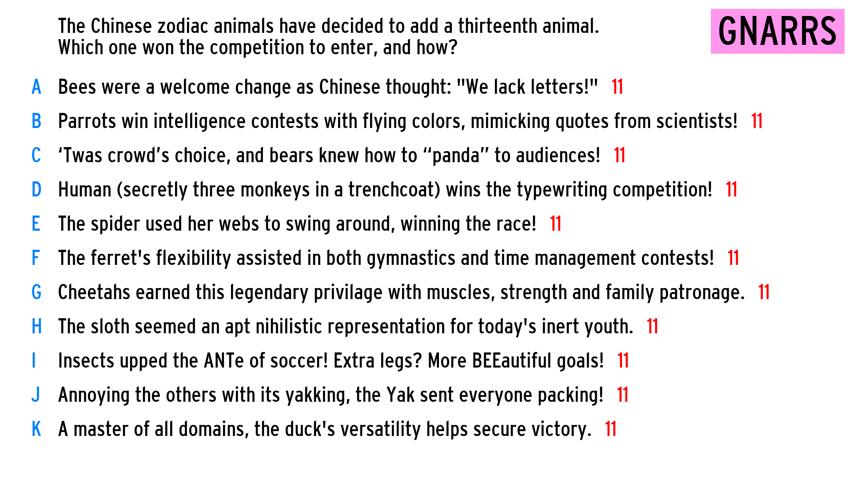 The Chinese zodiac animals have decided to add a thirteenth animal.
Which one won the competition to enter, and how?
GNARRS
A Bees were a welcome change as Chinese thought: "We lack letters!" 11
B Parrots win intelligence contests with flying colors, mimicking quotes from scientists! 11
C ‘Twas crowd’s choice, and bears knew how to “panda” to audiences! 11
D Human (secretly three monkeys in a trenchcoat) wins the typewriting competition! 11
E The spider used her webs to swing around, winning the race! 11
F The ferret's flexibility assisted in both gymnastics and time management contests! 11
G Cheetahs earned this legendary privilage with muscles, strength and family patronage. 11
H The sloth seemed an apt nihilistic representation for today's inert youth. 11
I Insects upped the ANTe of soccer! Extra legs? More BEEautiful goals! 11
J Annoying the others with its yakking, the Yak sent everyone packing! 11
K A master of all domains, the duck's versatility helps secure victory. 11